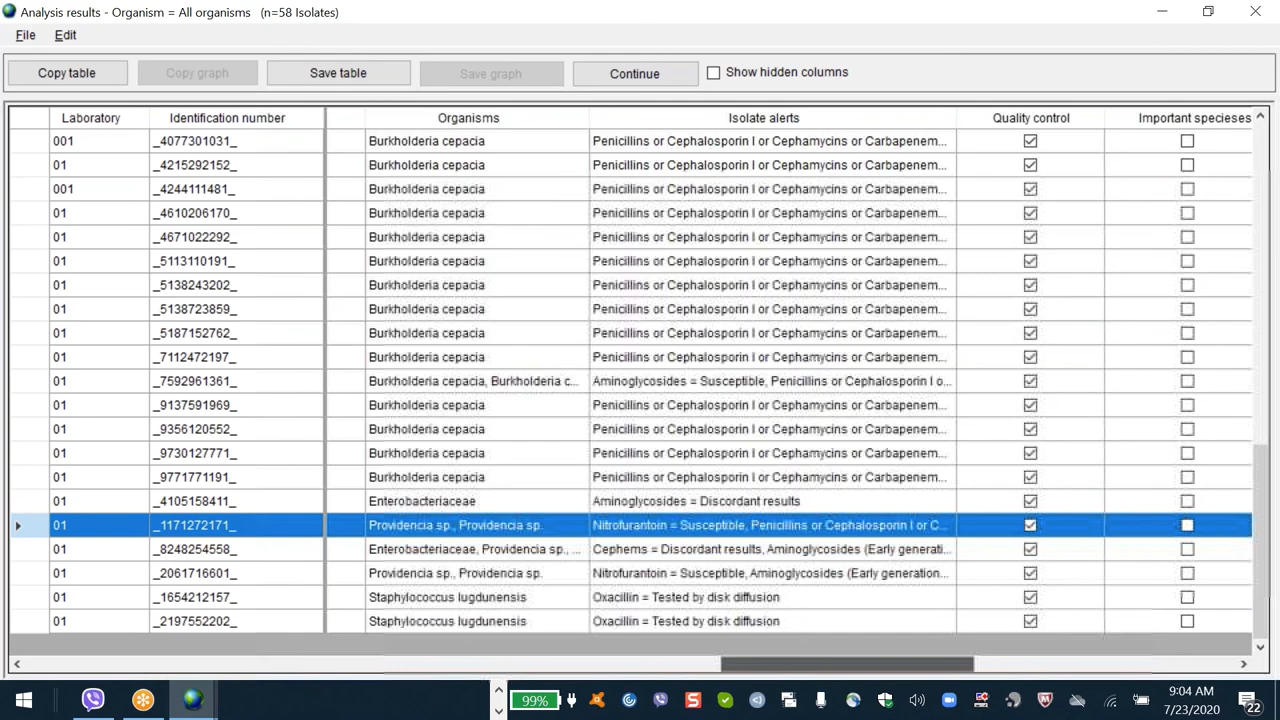 Analysis results - Organism = All organisms (n=58 Isolates)
File Edit
Copy table Copy graph Save table Save graph Continue Show hidden columns
Laboratory Identification number Organisms Isolate alerts Quality control Important specieses
001 _4077301031_ Burkholderia cepacia Penicillins or Cephalosporin I or Cephamycins or Carbapenem...
01 _4215292152_ Burkholderia cepacia Penicillins or Cephalosporin I or Cephamycins or Carbapenem...
001 _4244111481_ Burkholderia cepacia Penicillins or Cephalosporin I or Cephamycins or Carbapenem...
01 _4610206170_ Burkholderia cepacia Penicillins or Cephalosporin I or Cephamycins or Carbapenem...
01 _4671022292_ Burkholderia cepacia Penicillins or Cephalosporin I or Cephamycins or Carbapenem...
01 _5113110191_ Burkholderia cepacia Penicillins or Cephalosporin I or Cephamycins or Carbapenem...
01 _5138243202_ Burkholderia cepacia Penicillins or Cephalosporin I or Cephamycins or Carbapenem...
01 _5138723859_ Burkholderia cepacia Penicillins or Cephalosporin I or Cephamycins or Carbapenem...
01 _5187152762_ Burkholderia cepacia Penicillins or Cephalosporin I or Cephamycins or Carbapenem...
01 _7112472197_ Burkholderia cepacia Penicillins or Cephalosporin I or Cephamycins or Carbapenem...
01 _7592961361_ Burkholderia cepacia, Burkholderia c... Aminoglycosides = Susceptible, Penicillins or Cephalosporin I o...
01 _9137591969_ Burkholderia cepacia Penicillins or Cephalosporin I or Cephamycins or Carbapenem...
01 _9356120552_ Burkholderia cepacia Penicillins or Cephalosporin I or Cephamycins or Carbapenem...
01 _9730127771_ Burkholderia cepacia Penicillins or Cephalosporin I or Cephamycins or Carbapenem...
01 _9771771191_ Burkholderia cepacia Penicillins or Cephalosporin I or Cephamycins or Carbapenem...
01 _4105158411_ Enterobacteriaceae Aminoglycosides = Discordant results
01 _1171272171_ Providencia sp., Providencia sp. Nitrofurantoin = Susceptible, Penicillins or Cephalosporin I or C...
01 _8248254558_ Enterobacteriaceae, Providencia sp., ... Cephems = Discordant results, Aminoglycosides (Early generati...
01 _2061716601_ Providencia sp., Providencia sp. Nitrofurantoin = Susceptible, Aminoglycosides (Early generation...
01 _1654212157_ Staphylococcus lugdunensis Oxacillin = Tested by disk diffusion
01 _2197552202_ Staphylococcus lugdunensis Oxacillin = Tested by disk diffusion
99%
9:04 AM
7/23/2020
22